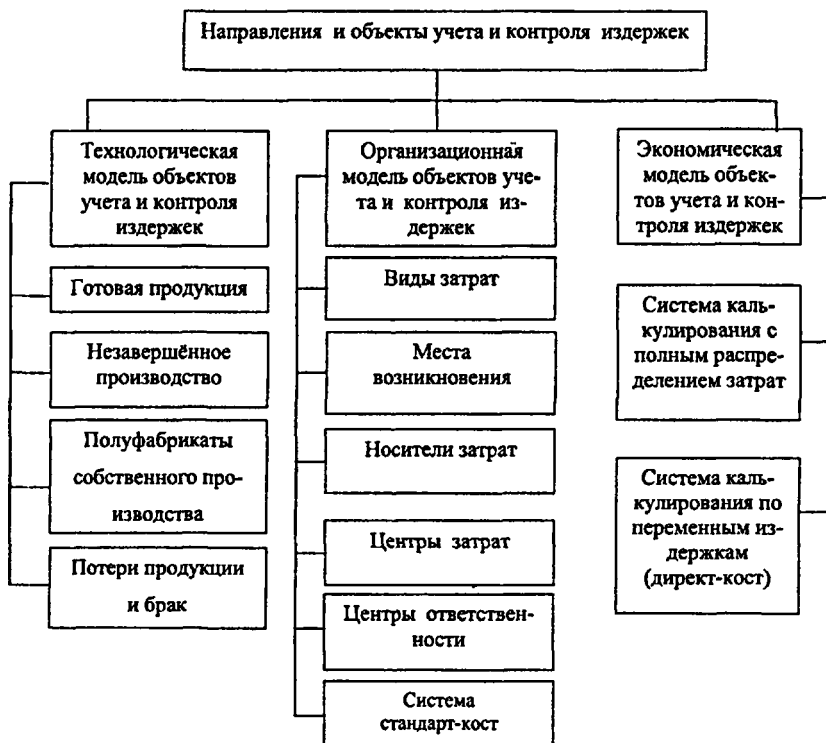 Направления и объекты учета и контроля издержек
Технологическая
модель объектов
учета и контроля
издержек
Готовая продукция
Незавершённое
производство
Полуфабрикаты
собственного про-
изводства
Потери продукции
и брак
Организационная
модель объектов уче-
та и контроля из-
держек
Виды затрат
Места
возникновения
Носители затрат
Центры затрат
Центры ответствен-
ности
Система
стандарт-кост
Экономическая
модель объек-
тов учета и кон-
троля издержек
Система каль-
кулирования с
полным распре-
делением затрат
Система каль-
кулирования по
переменным из-
держкам
(директ-кост)